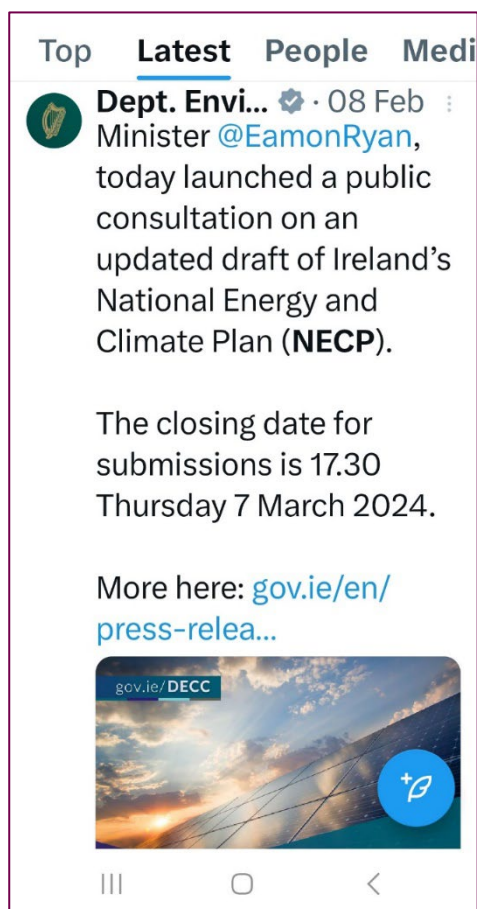 Top Latest People Medi
Dept. Envi... · 08 Feb
Minister @EamonRyan,
today launched a public
consultation on an
updated draft of Ireland’s
National Energy and
Climate Plan (NECP).
The closing date for
submissions is 17.30
Thursday 7 March 2024.
More here: gov.ie/en/
press-relea...
gov.ie/DECC